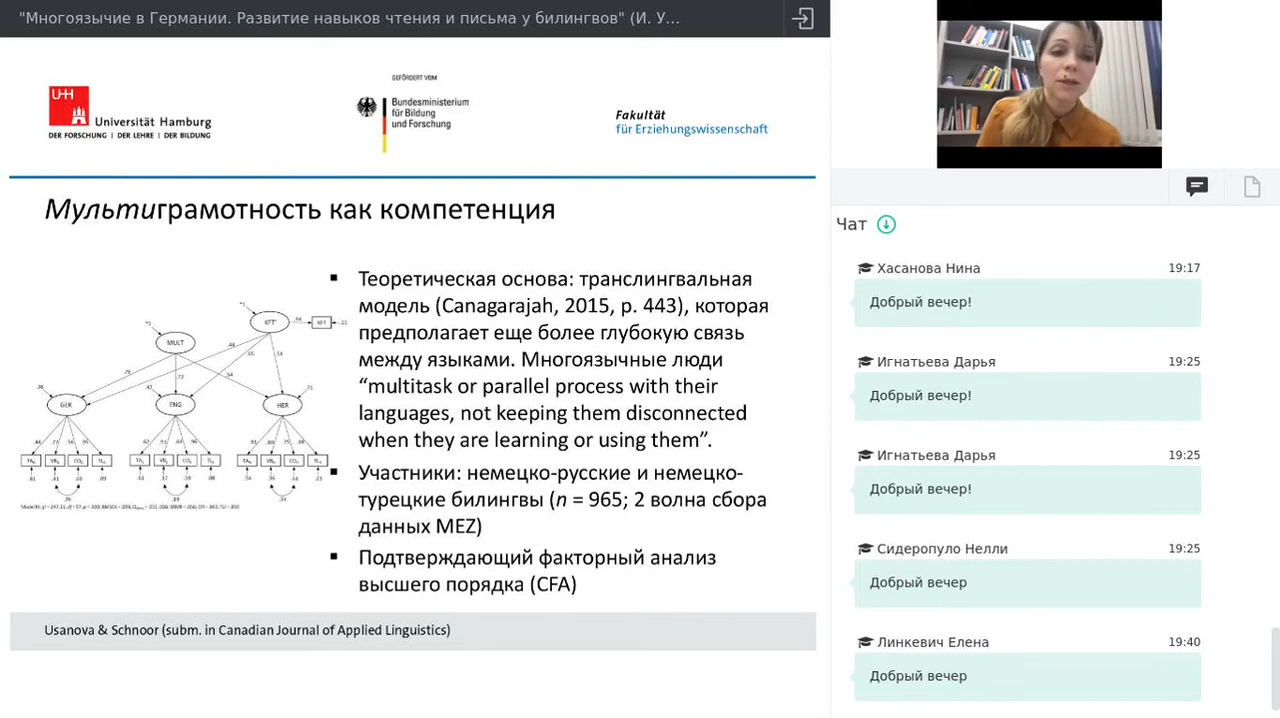 "Многоязычие в Германии. Развитие навыков чтения и письма у билингвов" (И. У...
UHH
Universität Hamburg
DER FORSCHUNG | DER LEHRE | DER BILDUNG
GEFÖRDERT VOM
Bundesministerium
für Bildung
und Forschung
Fakultät
für Erziehungswissenschaft
Мультиграмотность как компетенция
MULT
KFT'
KFT
GER
ENG
HER
▪ Теоретическая основа: транслингвальная
модель (Canagarajah, 2015, p. 443), которая
предполагает еще более глубокую связь
между языками. Многоязычные люди
“multitask or parallel process with their
languages, not keeping them disconnected
when they are learning or using them”.
▪ Участники: немецко-русские и немецко-
турецкие билингвы (n = 965; 2 волна сбора
данных MEZ)
▪ Подтверждающий факторный анализ
высшего порядка (CFA)
Usanova & Schnoor (subm. in Canadian Journal of Applied Linguistics)
Чат
Хасанова Нина 19:17
Добрый вечер!
Игнатьева Дарья 19:25
Добрый вечер!
Игнатьева Дарья 19:25
Добрый вечер!
Сидеропуло Нелли 19:25
Добрый вечер
Линкевич Елена 19:40
Добрый вечер